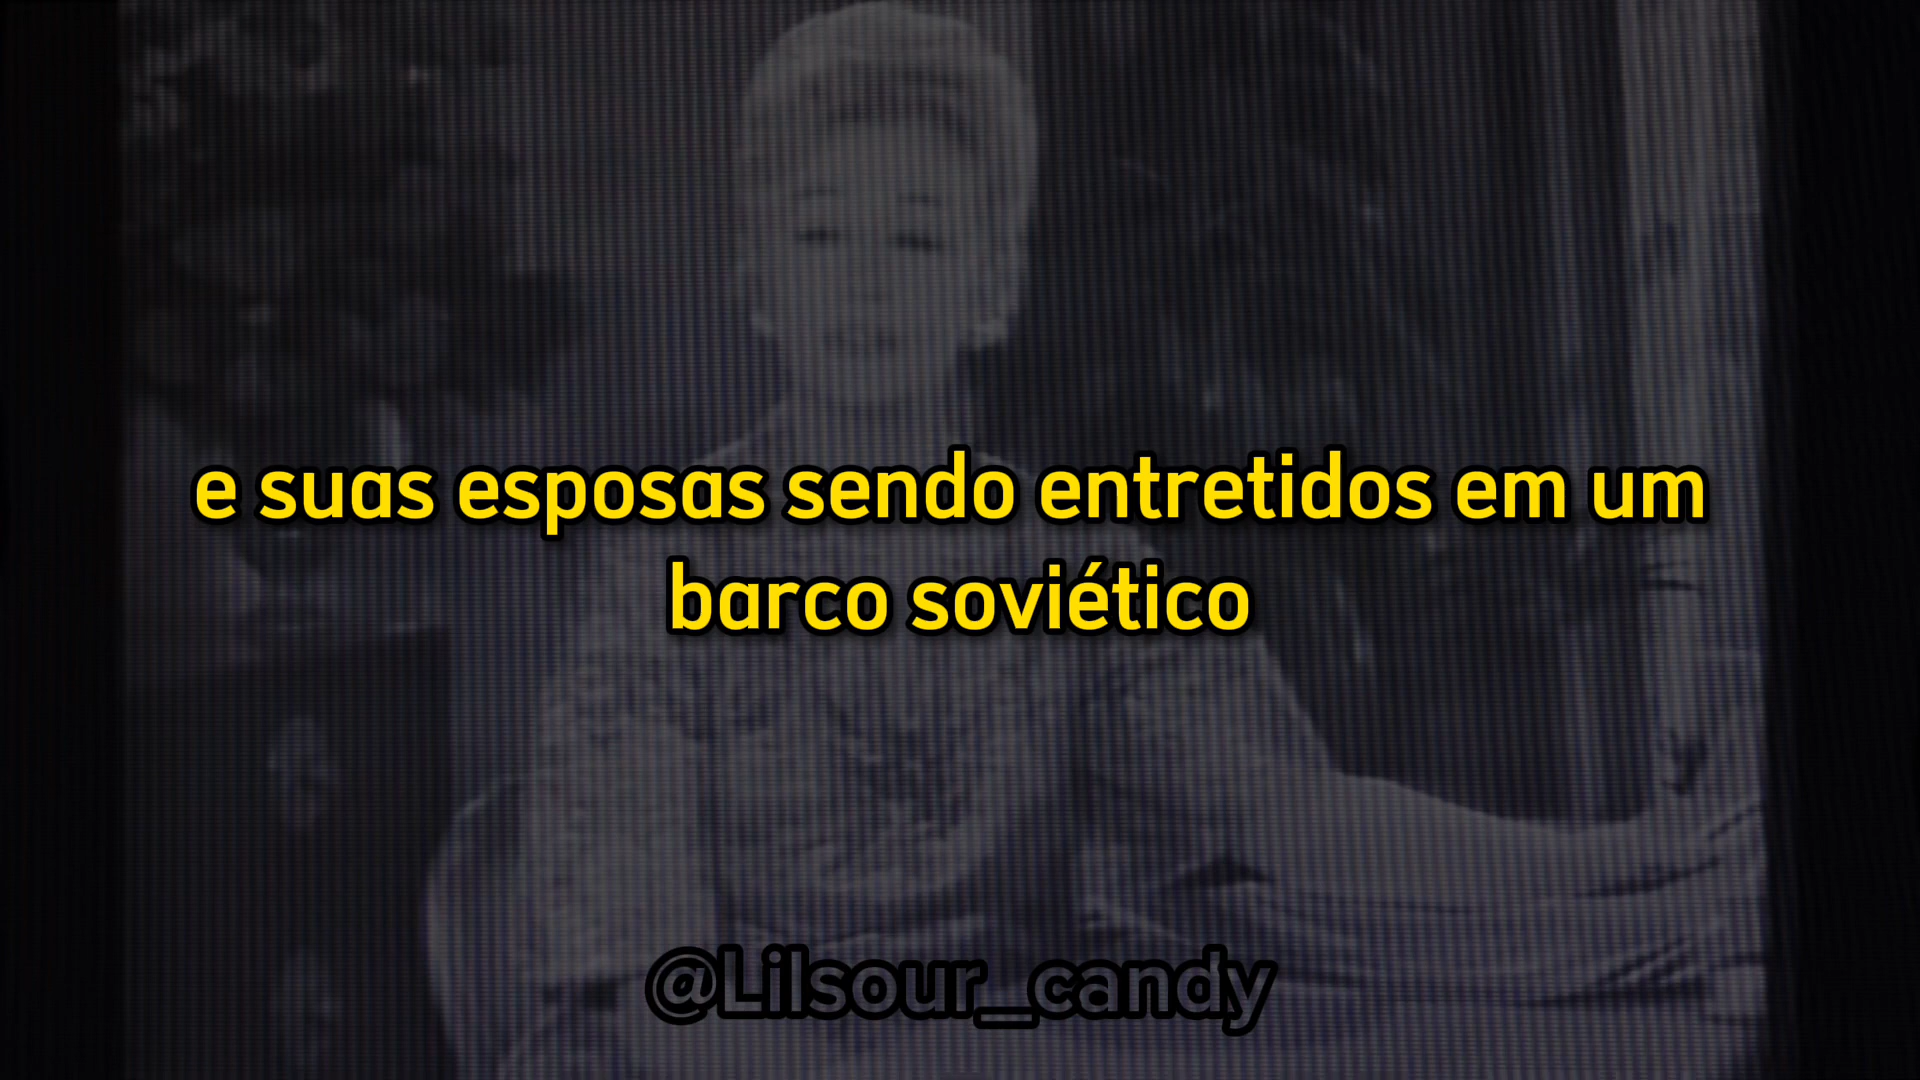 e suas esposas sendo entretidos em um
barco soviético
@Lilsour_candy